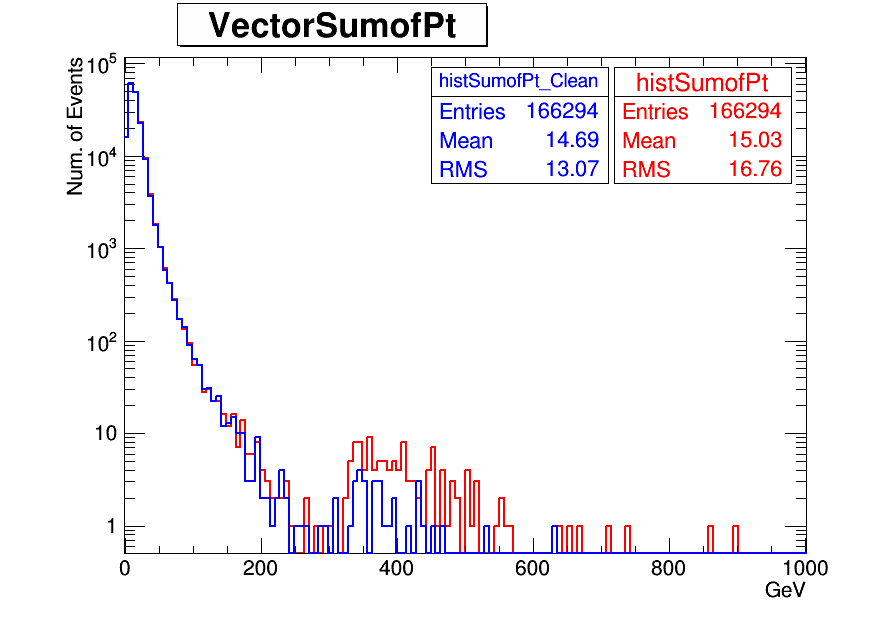 VectorSumofPt
Num. of Events
histSumofPt_Clean
Entries 166294
Mean 14.69
RMS 13.07
histSumofPt
Entries 166294
Mean 15.03
RMS 16.76
10^5
10^4
10^3
10^2
10
1
0 200 400 600 800 1000
GeV